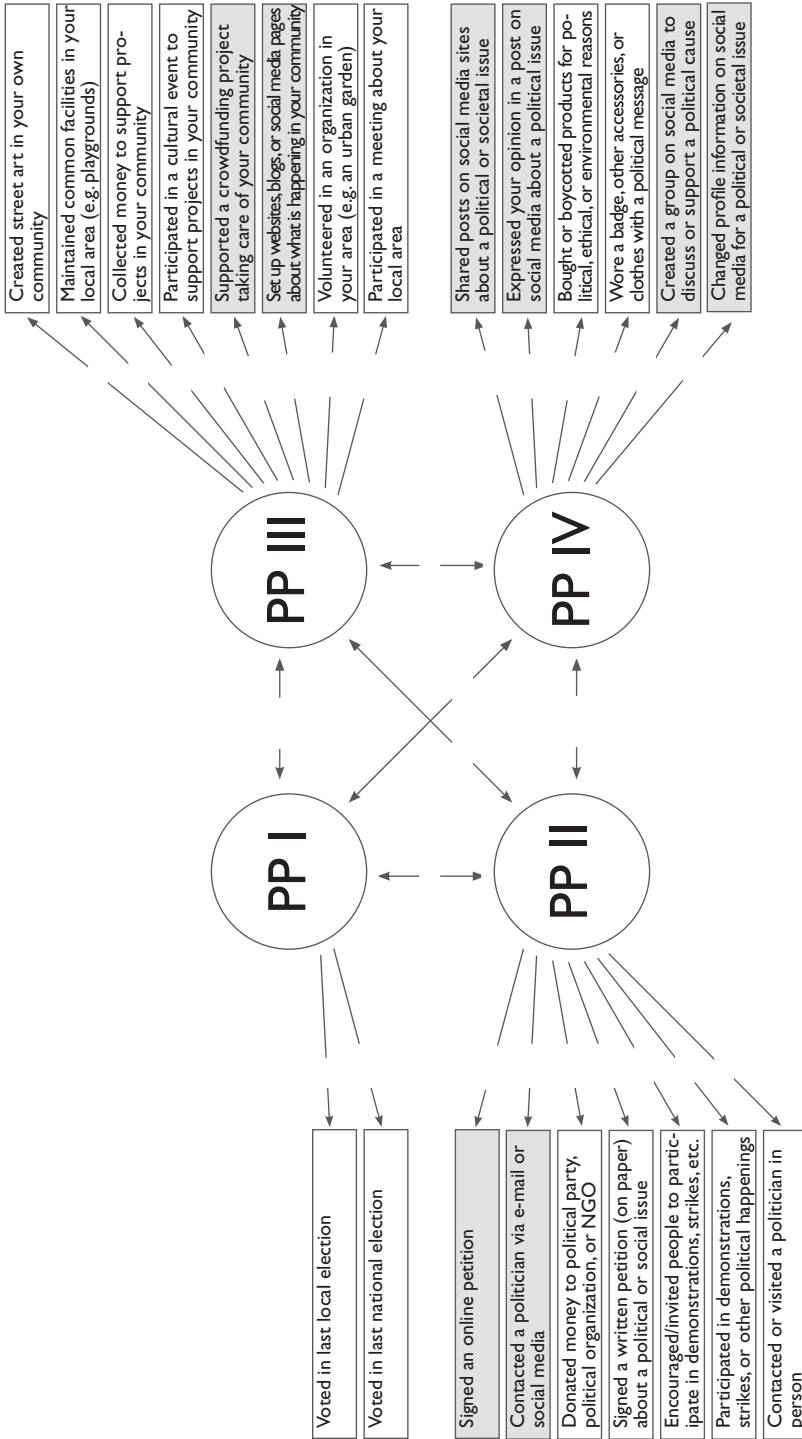 Voted in last local election
Voted in last national election
Signed an online petition
Contacted a politician via e-mail or
social media
Donated money to political party,
political organization, or NGO
Signed a written petition (on paper)
about a political or social issue
Encouraged/invited people to partic-
ipate in demonstrations, strikes, etc.
Participated in demonstrations,
strikes, or other political happenings
Contacted or visited a politician in
person
PP I
PP II
PP III
PP IV
Created street art in your own
community
Maintained common facilities in your
local area (e.g. playgrounds)
Collected money to support pro-
jects in your community
Participated in a cultural event to
support projects in your community
Supported a crowdfunding project
taking care of your community
Set up websites, blogs, or social media pages
about what is happening in your community
Volunteered in an organization in
your area (e.g. an urban garden)
Participated in a meeting about your
local area
Shared posts on social media sites
about a political or societal issue
Expressed your opinion in a post on
social media about a political issue
Bought or boycotted products for po-
litical, ethical, or environmental reasons
Wore a badge, other accessories, or
clothes with a political message
Created a group on social media to
discuss or support a political cause
Changed profile information on social
media for a political or societal issue